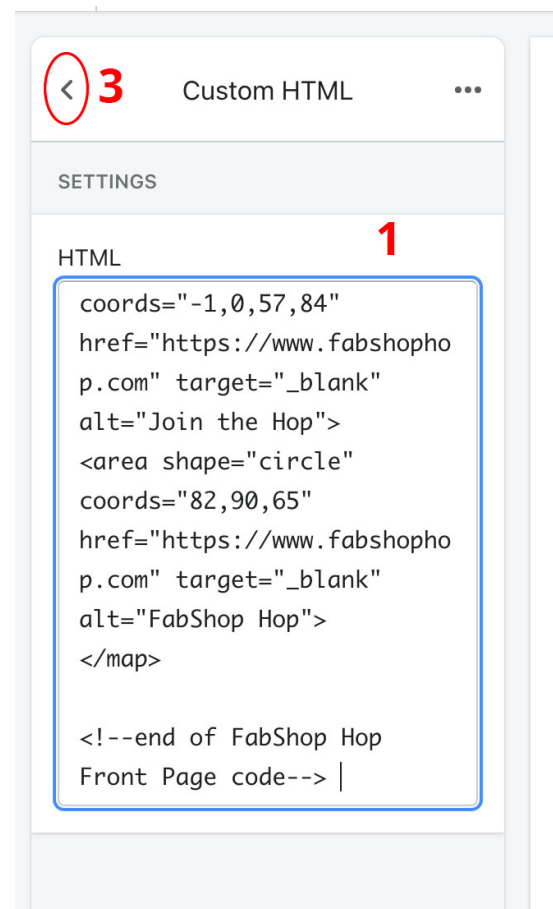 3 Custom HTML
SETTINGS
1
HTML
coords="-1,0,57,84"
href="https://www.fabshopho
p.com" target="_blank"
alt="Join the Hop">
<area shape="circle"
coords="82,90,65"
href="https://www.fabshopho
p.com" target="_blank"
alt="FabShop Hop">
</map>
<!--end of FabShop Hop
Front Page code-->